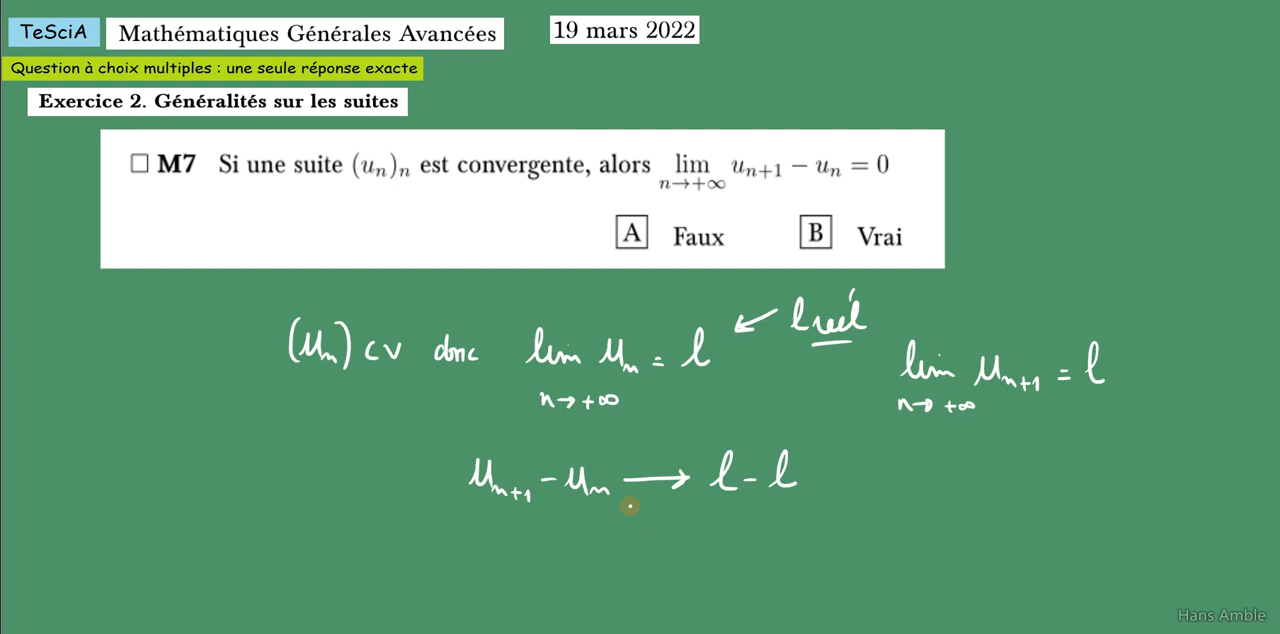 TeSciA Mathématiques Générales Avancées 19 mars 2022
Question à choix multiples : une seule réponse exacte
Exercice 2. Généralités sur les suites
□ M7 Si une suite (uₙ)ₙ est convergente, alors lim uₙ₊₁ − uₙ = 0
n→+∞
A Faux B Vrai
(uₙ) cv donc lim uₙ = l ← l réel
n→+∞
lim uₙ₊₁ = l
n→+∞
uₙ₊₁ − uₙ → l − l
Hans Amble